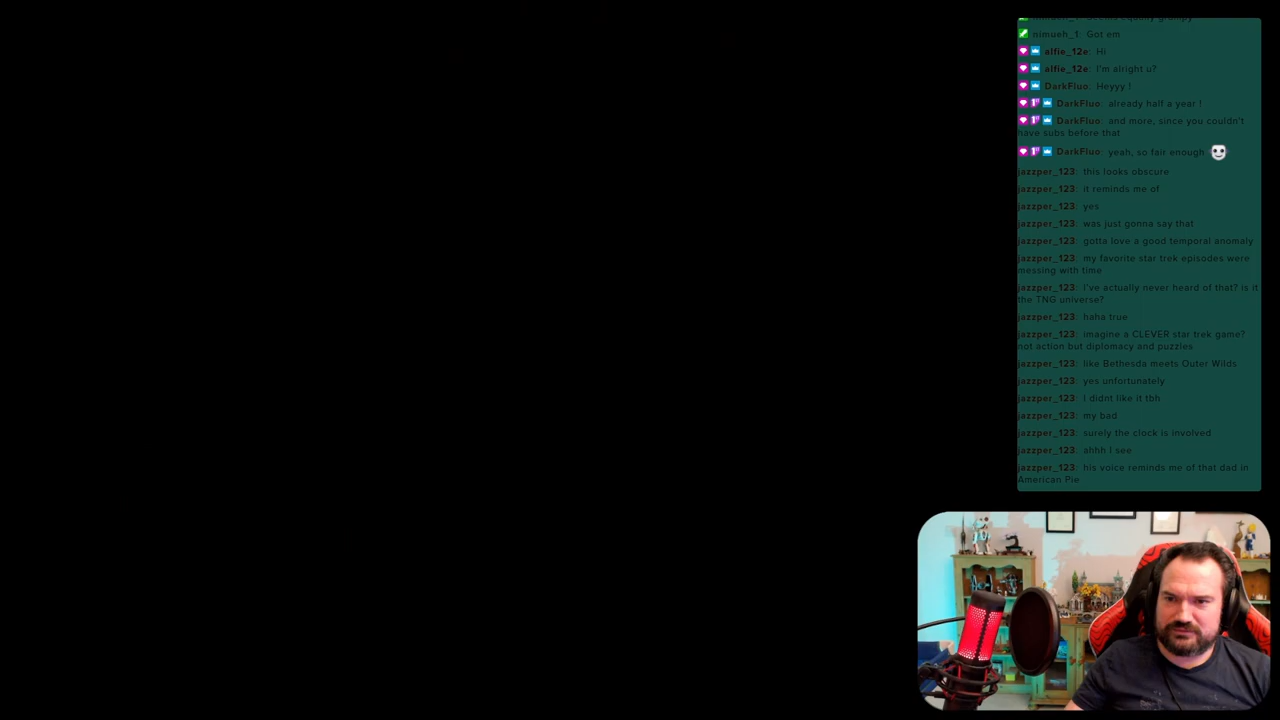 nimueh_1: Got em
alfie_12e: Hi
alfie_12e: I'm alright u?
DarkFluo: Heyyy !
DarkFluo: already half a year !
DarkFluo: and more, since you couldn't
have subs before that
DarkFluo: yeah, so fair enough
jazzper_123: this looks obscure
jazzper_123: it reminds me of
jazzper_123: yes
jazzper_123: was just gonna say that
jazzper_123: gotta love a good temporal anomaly
jazzper_123: my favorite star trek episodes were
messing with time
jazzper_123: I've actually never heard of that? is it
the TNG universe?
jazzper_123: haha true
jazzper_123: imagine a CLEVER star trek game?
not action but diplomacy and puzzles
jazzper_123: like Bethesda meets Outer Wilds
jazzper_123: yes unfortunately
jazzper_123: I didnt like it tbh
jazzper_123: my bad
jazzper_123: surely the clock is involved
jazzper_123: ahhh I see
jazzper_123: his voice reminds me of that dad in
American Pie